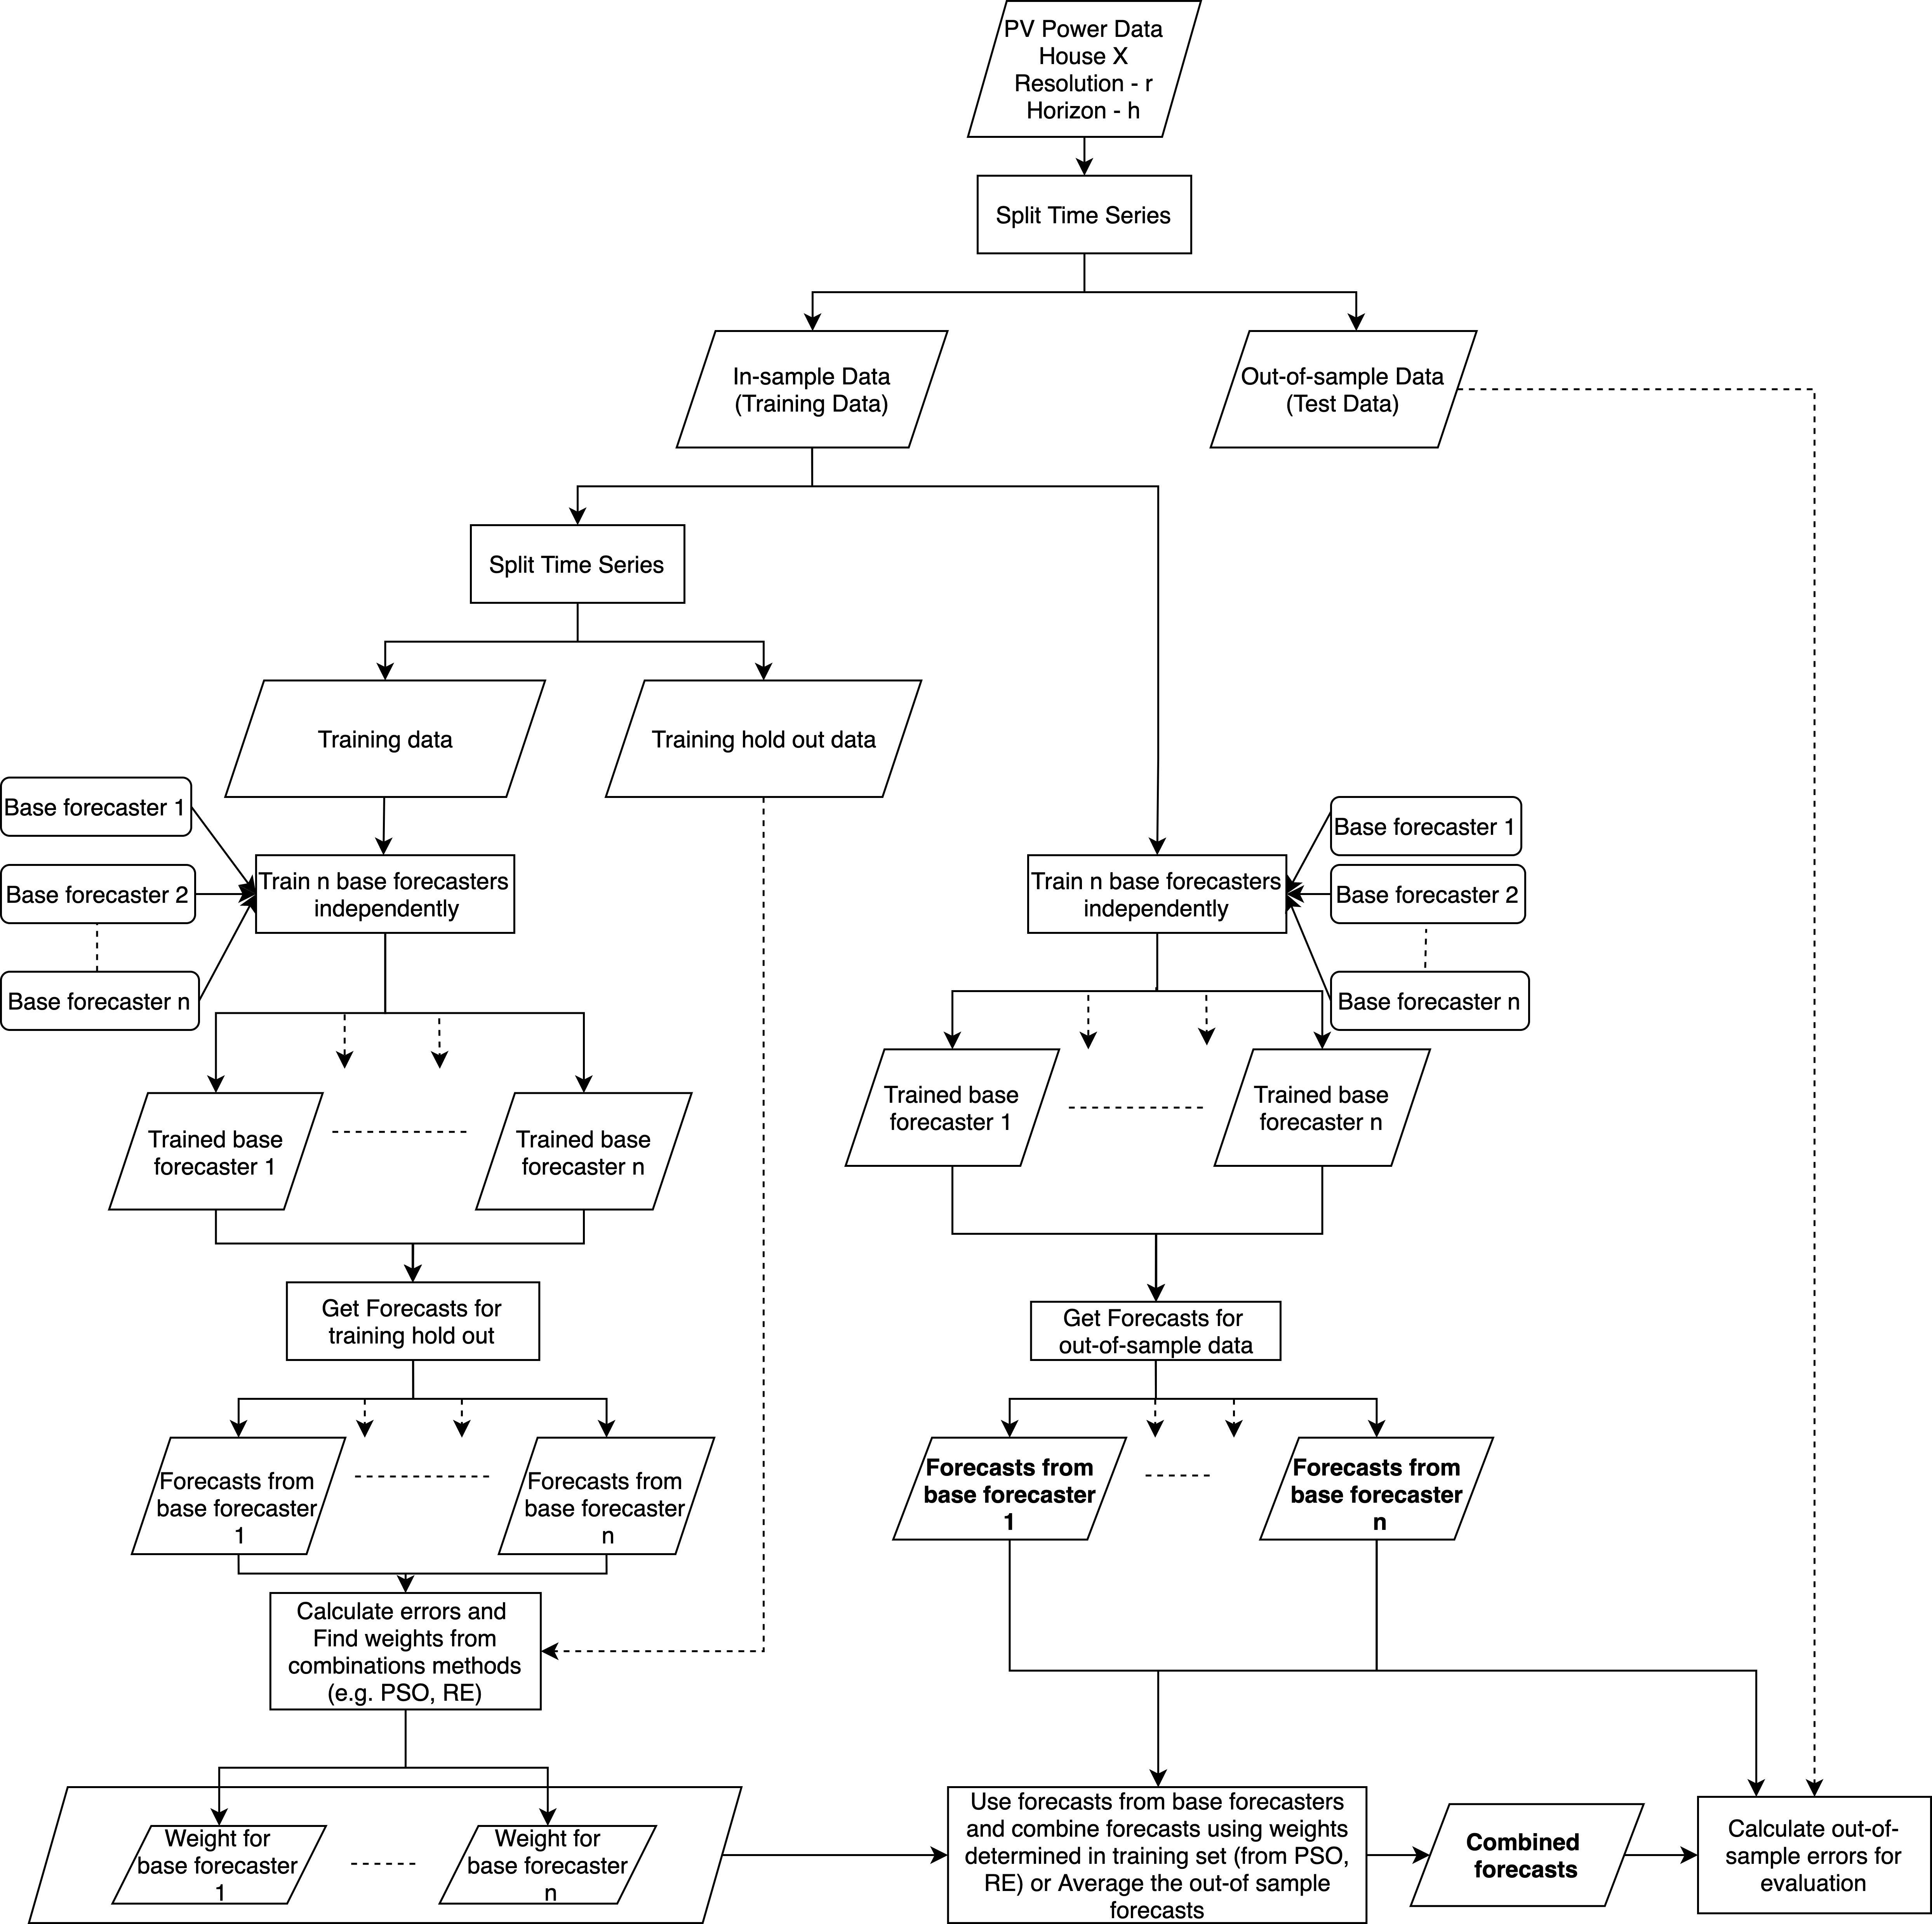 PV Power Data
House X
Resolution - r
Horizon - h
Split Time Series
In-sample Data
(Training Data)
Out-of-sample Data
(Test Data)
Split Time Series
Training data
Training hold out data
Base forecaster 1
Base forecaster 2
Base forecaster n
Train n base forecasters
independently
Train n base forecasters
independently
Base forecaster 1
Base forecaster 2
Base forecaster n
Trained base
forecaster 1
Trained base
forecaster n
Trained base
forecaster 1
Trained base
forecaster n
Get Forecasts for
training hold out
Get Forecasts for
out-of-sample data
Forecasts from
base forecaster
1
Forecasts from
base forecaster
n
Forecasts from
base forecaster
1
Forecasts from
base forecaster
n
Calculate errors and
Find weights from
combinations methods
(e.g. PSO, RE)
Weight for
base forecaster
1
Weight for
base forecaster
n
Use forecasts from base forecasters
and combine forecasts using weights
determined in training set (from PSO,
RE) or Average the out-of sample
forecasts
Combined
forecasts
Calculate out-of-
sample errors for
evaluation